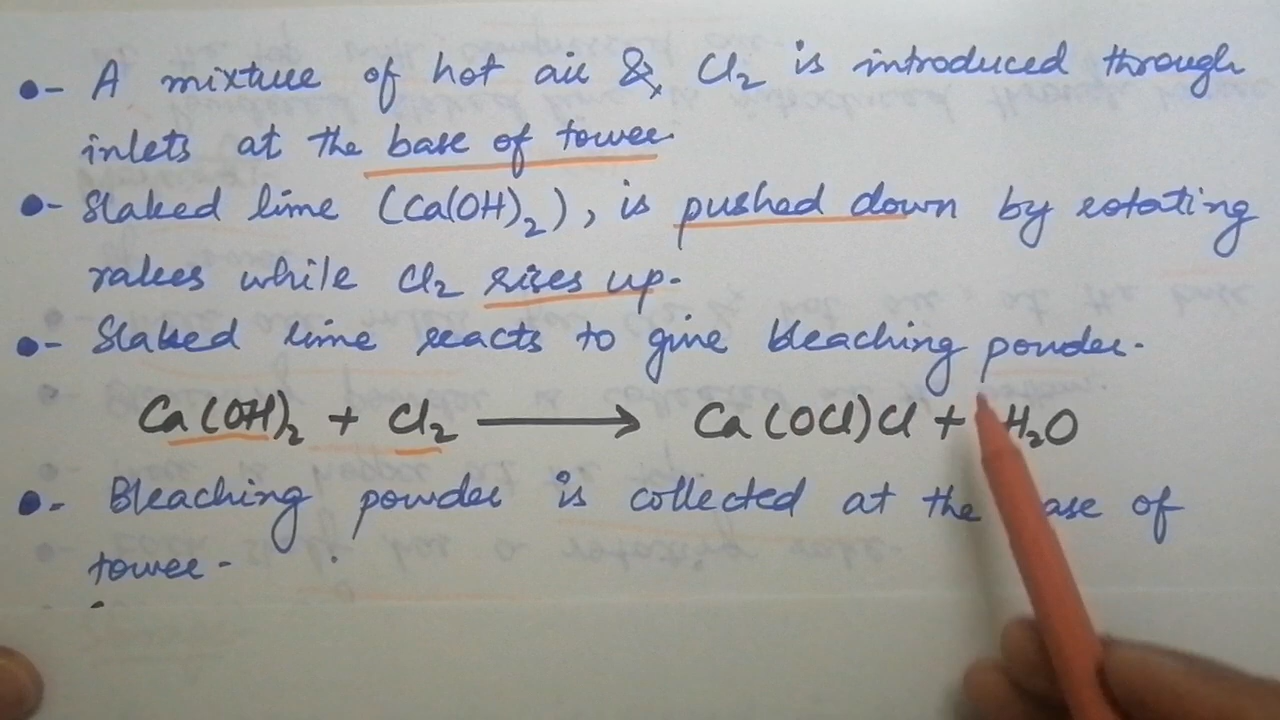 •- A mixture of hot air & Cl₂ is introduced through
inlets at the base of tower.
•- Slaked lime (Ca(OH)₂), is pushed down by rotating
rakes while Cl₂ rises up.
•- Slaked lime reacts to give bleaching powder.
Ca(OH)₂ + Cl₂ ⟶ Ca(OCl)Cl + H₂O
•- Bleaching powder is collected at the ase of
tower.